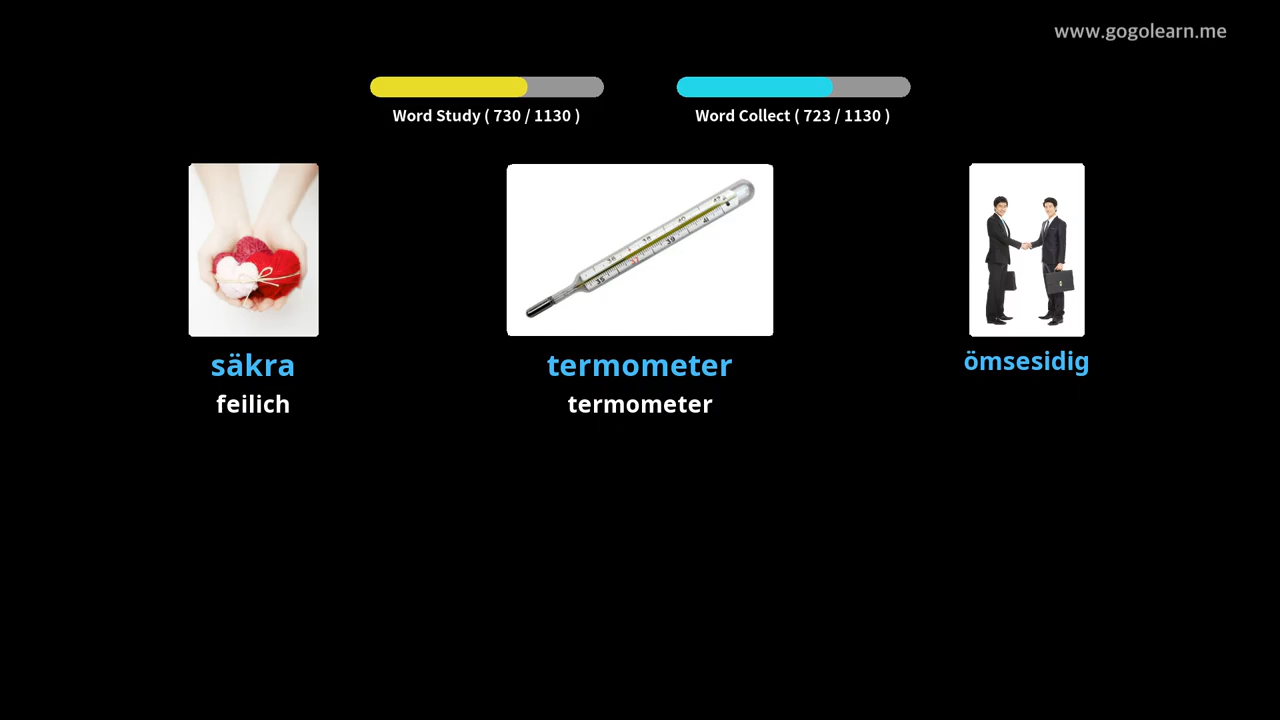 www.gogolearn.me
Word Study ( 730 / 1130 )
Word Collect ( 723 / 1130 )
säkra
feilich
termometer
termometer
ömsesidig